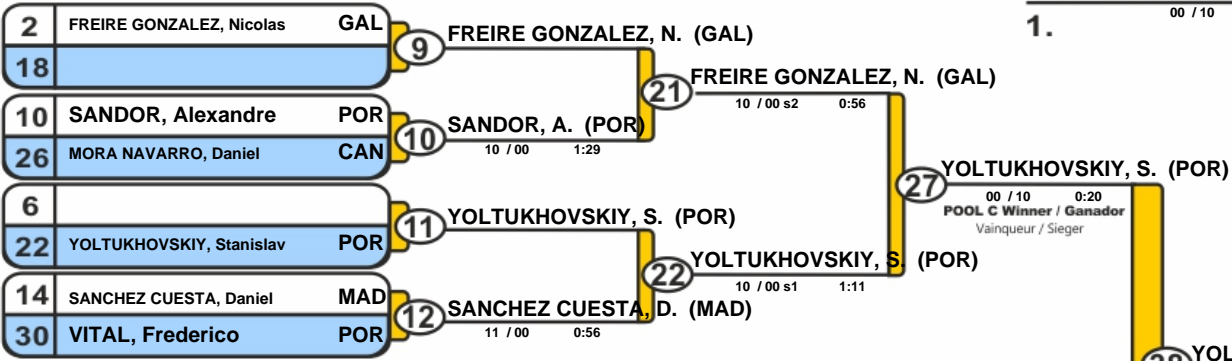 2 FREIRE GONZALEZ, Nicolas GAL
18
9 FREIRE GONZALEZ, N. (GAL)
10 SANDOR, Alexandre POR
26 MORA NAVARRO, Daniel CAN
10 SANDOR, A. (POR)
10 / 00 1:29
21 FREIRE GONZALEZ, N. (GAL)
10 / 00 s2 0:56
6
22 YOLTUKHOVSKIY, Stanislav POR
11 YOLTUKHOVSKIY, S. (POR)
14 SANCHEZ CUESTA, Daniel MAD
30 VITAL, Frederico POR
12 SANCHEZ CUESTA, D. (MAD)
11 / 00 0:56
22 YOLTUKHOVSKIY, S. (POR)
10 / 00 s1 1:11
27 YOLTUKHOVSKIY, S. (POR)
00 / 10 0:20
POOL C Winner / Ganador
Vainqueur / Sieger
00 / 10
1.